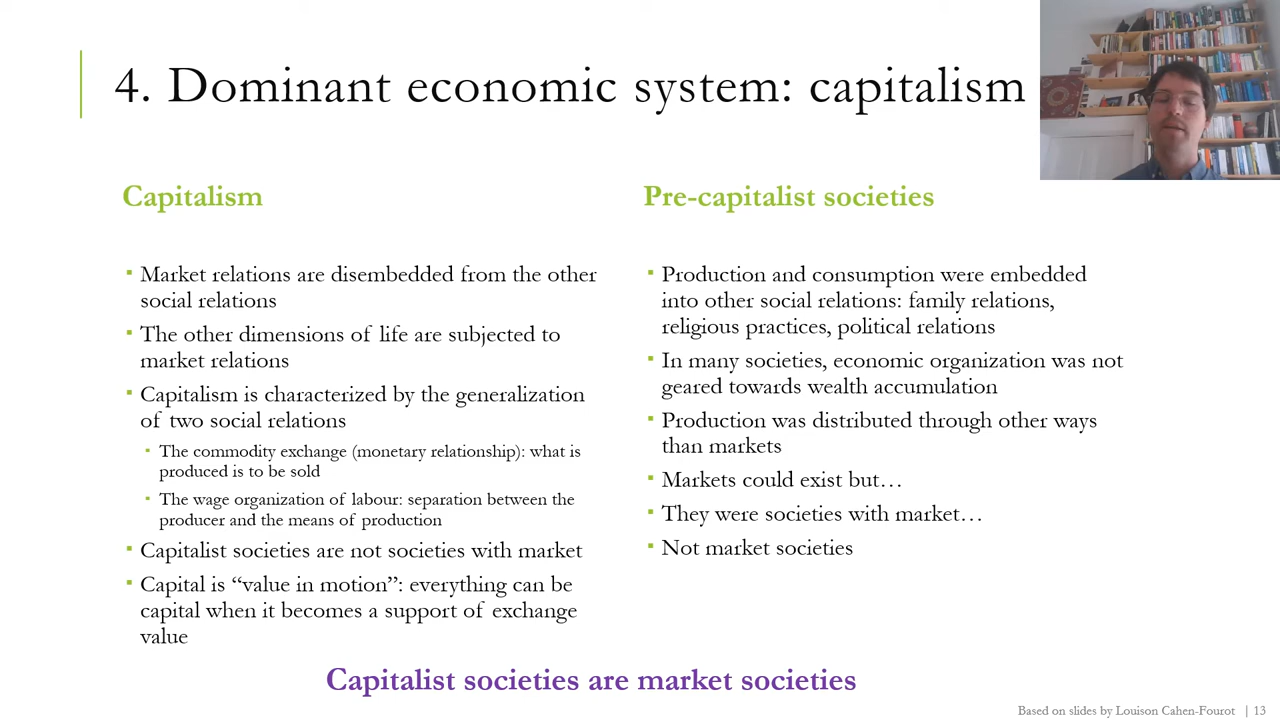 4. Dominant economic system: capitalism
Capitalism
▪ Market relations are disembedded from the other
social relations
▪ The other dimensions of life are subjected to
market relations
▪ Capitalism is characterized by the generalization
of two social relations
▪ The commodity exchange (monetary relationship): what is
produced is to be sold
▪ The wage organization of labour: separation between the
producer and the means of production
▪ Capitalist societies are not societies with market
▪ Capital is “value in motion”: everything can be
capital when it becomes a support of exchange
value
Pre-capitalist societies
▪ Production and consumption were embedded
into other social relations: family relations,
religious practices, political relations
▪ In many societies, economic organization was not
geared towards wealth accumulation
▪ Production was distributed through other ways
than markets
▪ Markets could exist but…
▪ They were societies with market…
▪ Not market societies
Capitalist societies are market societies
Based on slides by Louison Cahen-Fourot | 13